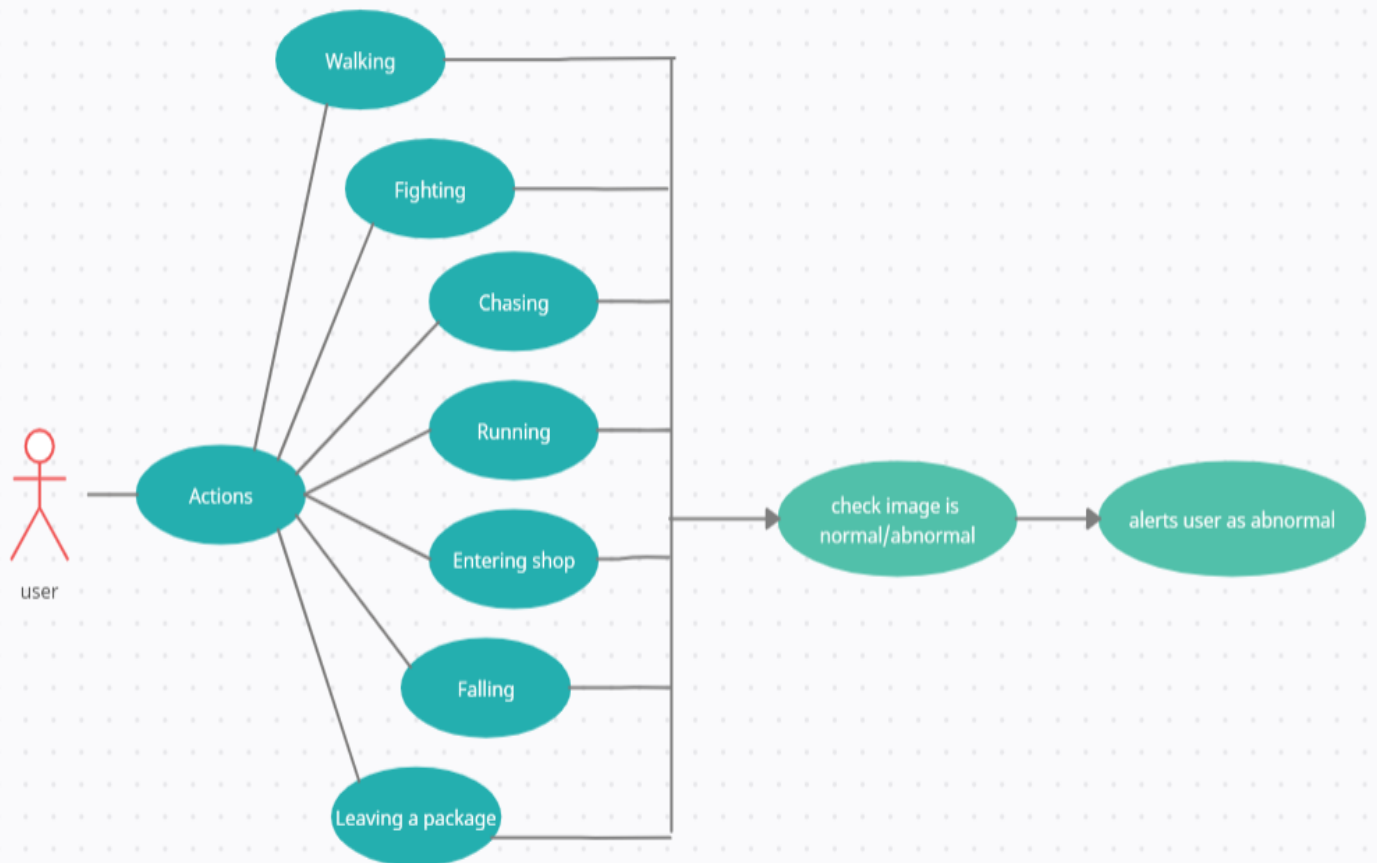 Walking
Fighting
Chasing
Running
Actions
Entering shop
Falling
Leaving a package
user
check image is
normal/abnormal
alerts user as abnormal